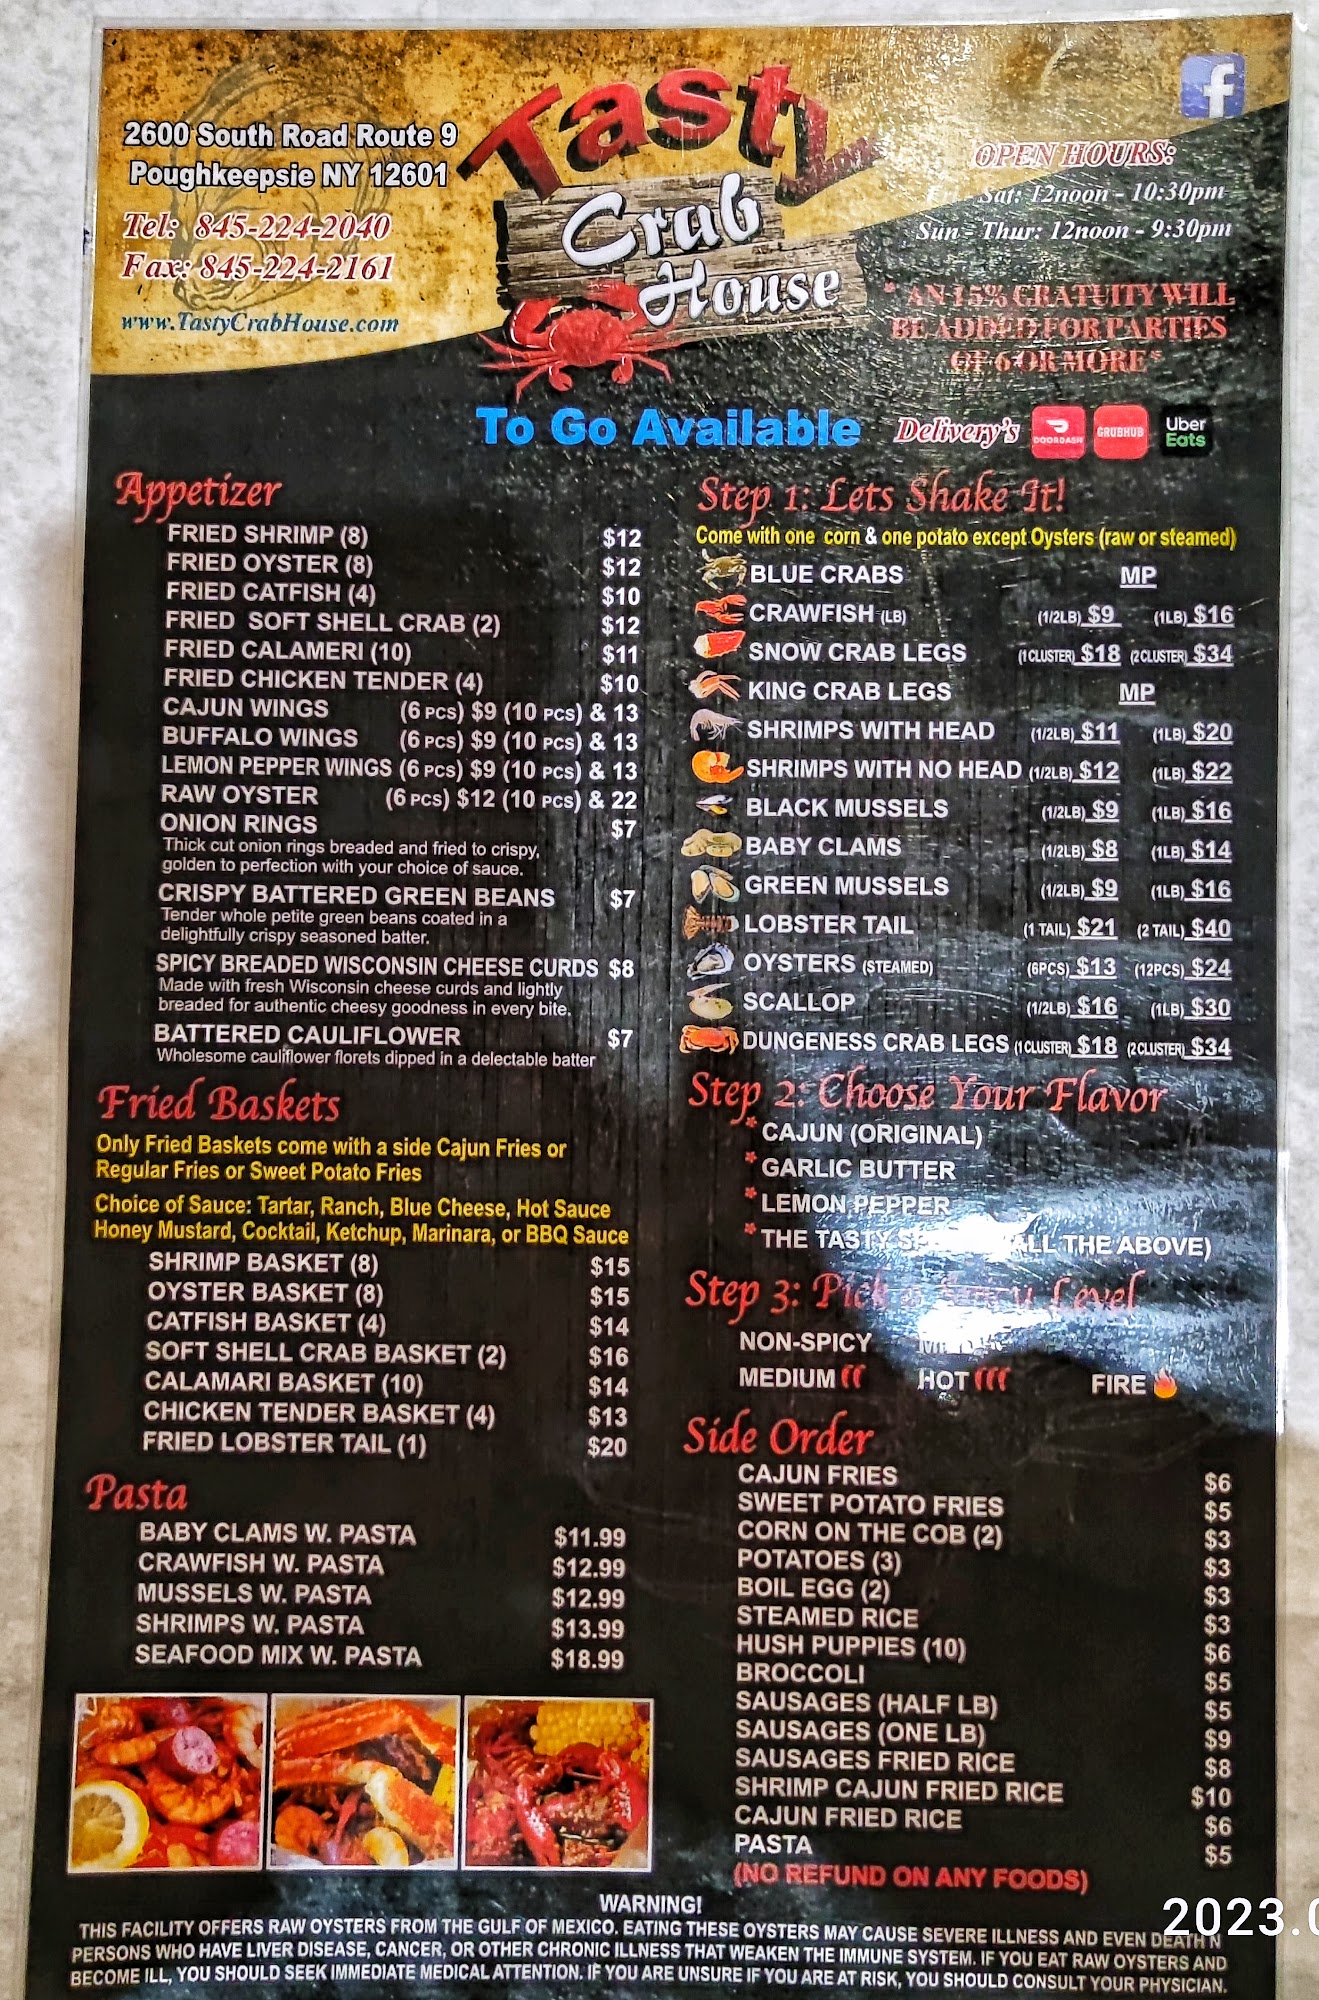 2600 South Road Route 9
Poughkeepsie NY 12601
Tel: 845-224-2040
Fax: 845-224-2161
www.TastyCrabHouse.com
Tasty
Crab
House
f
OPEN HOURS:
Sat: 12noon - 10:30pm
Sun - Thur: 12noon - 9:30pm
* AN 15% GRATUITY WILL
BE ADDED FOR PARTIES
OF 6 OR MORE*
To Go Available
Delivery's DOORDASH GRUBHUB Uber Eats
Appetizer
FRIED SHRIMP (8) $12
FRIED OYSTER (8) $12
FRIED CATFISH (4) $10
FRIED SOFT SHELL CRAB (2) $12
FRIED CALAMERI (10) $11
FRIED CHICKEN TENDER (4) $10
CAJUN WINGS (6 PCS) $9 (10 PCS) & 13
BUFFALO WINGS (6 PCS) $9 (10 PCS) & 13
LEMON PEPPER WINGS (6 PCS) $9 (10 PCS) & 13
RAW OYSTER (6 PCS) $12 (10 PCS) & 22
ONION RINGS $7
Thick cut onion rings breaded and fried to crispy,
golden to perfection with your choice of sauce.
CRISPY BATTERED GREEN BEANS $7
Tender whole petite green beans coated in a
delightfully crispy seasoned batter.
SPICY BREADED WISCONSIN CHEESE CURDS $8
Made with fresh Wisconsin cheese curds and lightly
breaded for authentic cheesy goodness in every bite.
BATTERED CAULIFLOWER $7
Wholesome cauliflower florets dipped in a delectable batter
Fried Baskets
Only Fried Baskets come with a side Cajun Fries or
Regular Fries or Sweet Potato Fries
Choice of Sauce: Tartar, Ranch, Blue Cheese, Hot Sauce
Honey Mustard, Cocktail, Ketchup, Marinara, or BBQ Sauce
SHRIMP BASKET (8) $15
OYSTER BASKET (8) $15
CATFISH BASKET (4) $14
SOFT SHELL CRAB BASKET (2) $16
CALAMARI BASKET (10) $14
CHICKEN TENDER BASKET (4) $13
FRIED LOBSTER TAIL (1) $20
Pasta
BABY CLAMS W. PASTA $11.99
CRAWFISH W. PASTA $12.99
MUSSELS W. PASTA $12.99
SHRIMPS W. PASTA $13.99
SEAFOOD MIX W. PASTA $18.99
Step 1: Lets Shake It!
Come with one corn & one potato except Oysters (raw or steamed)
BLUE CRABS MP
CRAWFISH (LB) (1/2LB) $9 (1LB) $16
SNOW CRAB LEGS (1 CLUSTER) $18 (2 CLUSTER) $34
KING CRAB LEGS MP
SHRIMPS WITH HEAD (1/2LB) $11 (1LB) $20
SHRIMPS WITH NO HEAD (1/2LB) $12 (1LB) $22
BLACK MUSSELS (1/2LB) $9 (1LB) $16
BABY CLAMS (1/2LB) $8 (1LB) $14
GREEN MUSSELS (1/2LB) $9 (1LB) $16
LOBSTER TAIL (1 TAIL) $21 (2 TAIL) $40
OYSTERS (STEAMED) (6PCS) $13 (12PCS) $24
SCALLOP (1/2LB) $16 (1LB) $30
DUNGENESS CRAB LEGS (1 CLUSTER) $18 (2 CLUSTER) $34
Step 2: Choose Your Flavor
* CAJUN (ORIGINAL)
* GARLIC BUTTER
* LEMON PEPPER
* THE TASTY (ALL THE ABOVE)
Step 3: Pick Level
NON-SPICY
MEDIUM HOT FIRE
Side Order
CAJUN FRIES $6
SWEET POTATO FRIES $5
CORN ON THE COB (2) $3
POTATOES (3) $3
BOIL EGG (2) $3
STEAMED RICE $3
HUSH PUPPIES (10) $6
BROCCOLI $5
SAUSAGES (HALF LB) $5
SAUSAGES (ONE LB) $9
SAUSAGES FRIED RICE $8
SHRIMP CAJUN FRIED RICE $10
CAJUN FRIED RICE $6
PASTA $5
(NO REFUND ON ANY FOODS)
WARNING!
THIS FACILITY OFFERS RAW OYSTERS FROM THE GULF OF MEXICO. EATING THESE OYSTERS MAY CAUSE SEVERE ILLNESS AND EVEN DEATH N
PERSONS WHO HAVE LIVER DISEASE, CANCER, OR OTHER CHRONIC ILLNESS THAT WEAKEN THE IMMUNE SYSTEM. IF YOU EAT RAW OYSTERS AND
BECOME ILL, YOU SHOULD SEEK IMMEDIATE MEDICAL ATTENTION. IF YOU ARE UNSURE IF YOU ARE AT RISK, YOU SHOULD CONSULT YOUR PHYSICIAN.
2023.0